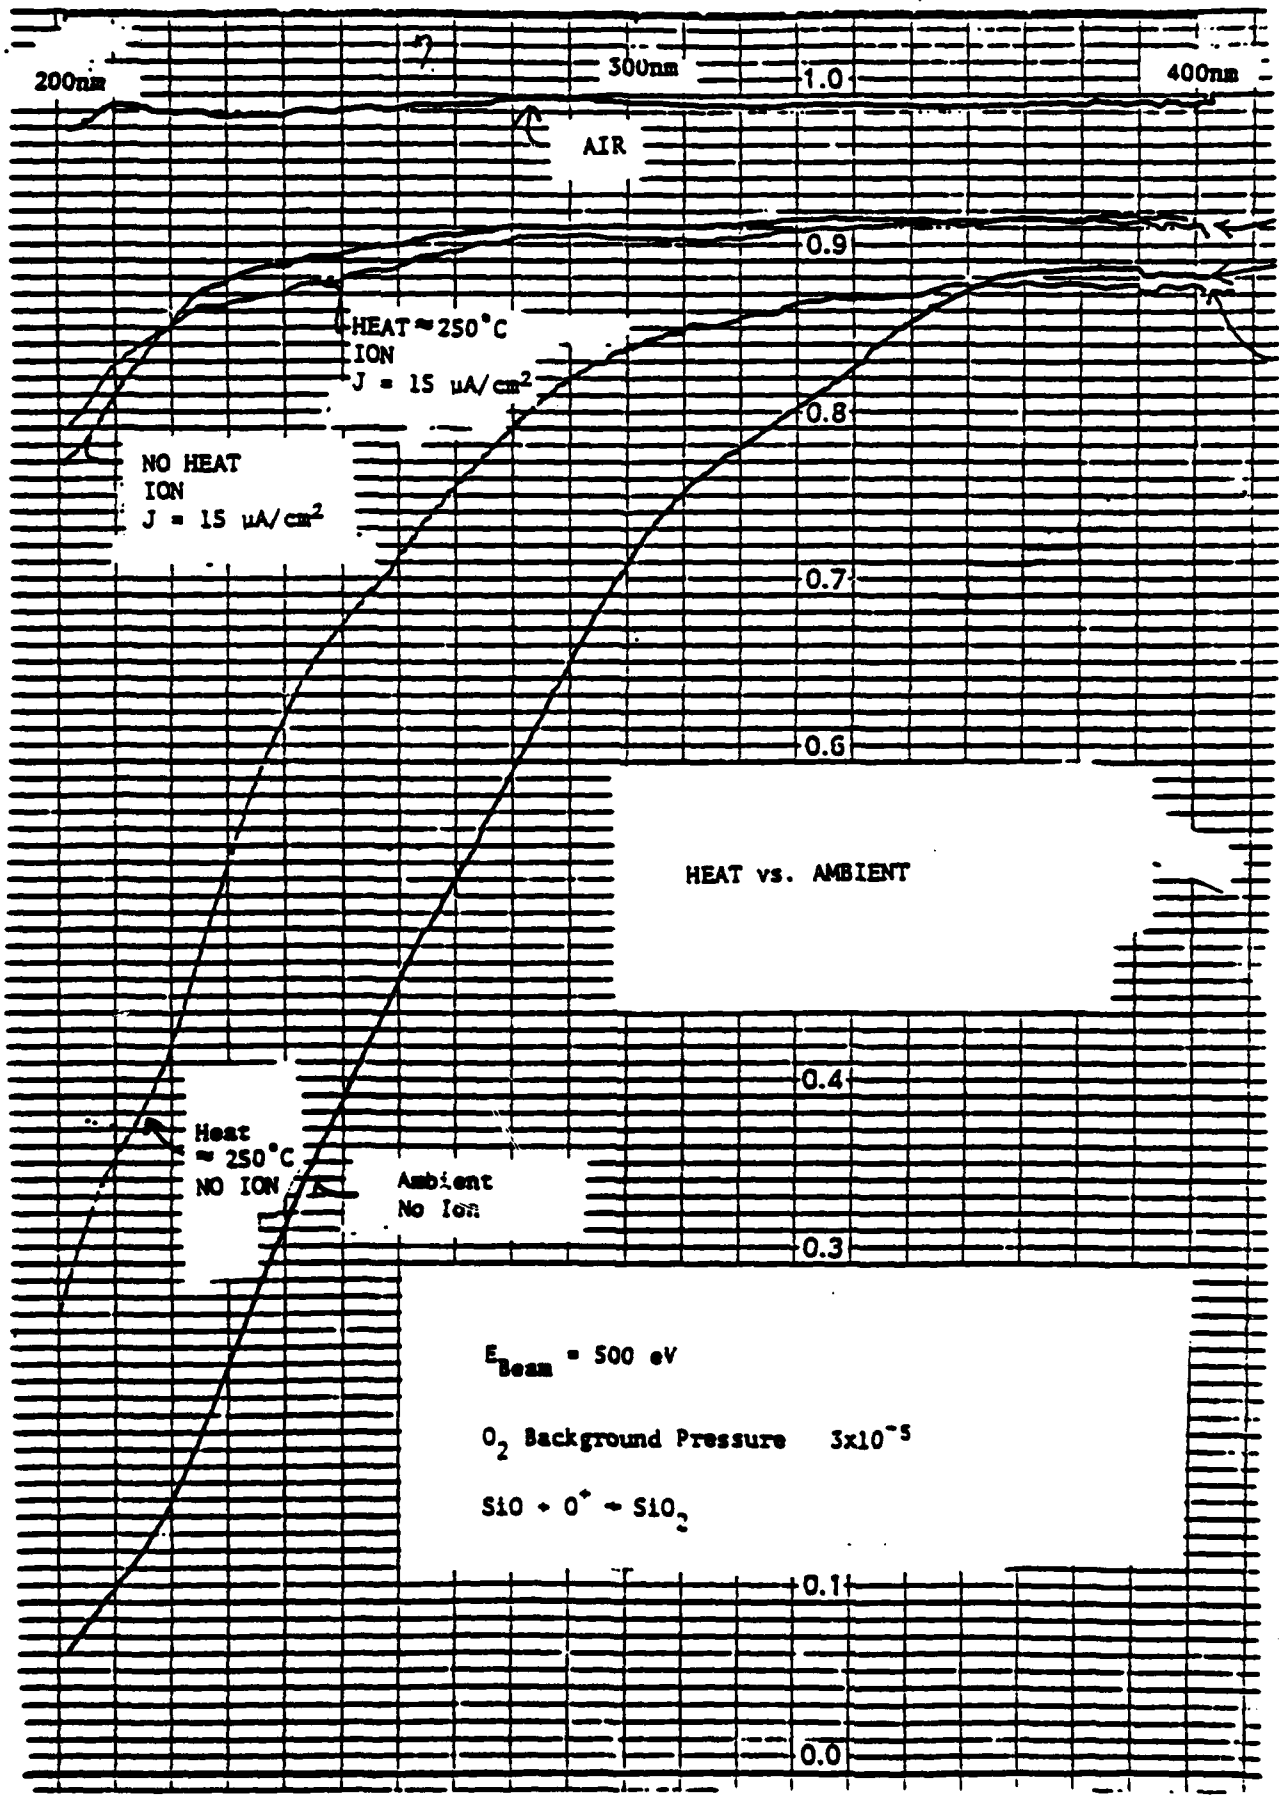 200nm
300nm
1.0
400nm
AIR
0.9
HEAT ≈ 250°C
ION
J = 15 µA/cm²
0.8
NO HEAT
ION
J = 15 µA/cm²
0.7
0.6
HEAT vs. AMBIENT
0.4
Heat
≈ 250°C
NO ION
Ambient
No Ion
0.3
E_Beam = 500 eV
O₂ Background Pressure 3x10⁻⁵
SiO + O⁺ → SiO₂
0.1
0.0